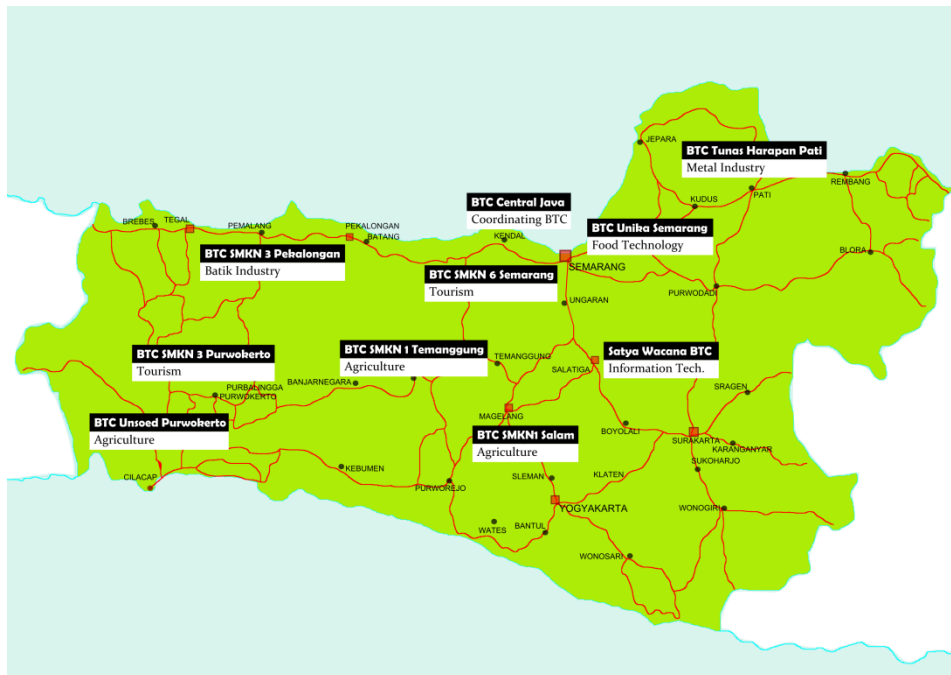 JEPARA
BTC Tunas Harapan Pati
Metal Industry
REMBANG
PATI
KUDUS
BTC Central Java
Coordinating BTC
KENDAL
BTC Unika Semarang
Food Technology
BREBES
TEGAL
PEMALANG
PEKALONGAN
BATANG
BLORA
BTC SMKN 3 Pekalongan
Batik Industry
BTC SMKN 6 Semarang
Tourism
SEMARANG
UNGARAN
PURWODADI
BTC SMKN 3 Purwokerto
Tourism
BTC SMKN 1 Temanggung
Agriculture
TEMANGGUNG
SALATIGA
Satya Wacana BTC
Information Tech.
BANJARNEGARA
PURBALINGGA
PURWOKERTO
SRAGEN
BTC Unsoed Purwokerto
Agriculture
MAGELANG
BTC SMKN1 Salam
Agriculture
BOYOLALI
SURAKARTA
KARANGANYAR
SUKOHARJO
CILACAP
KEBUMEN
PURWOREJO
SLEMAN
KLATEN
YOGYAKARTA
WONOGIRI
WATES
BANTUL
WONOSARI